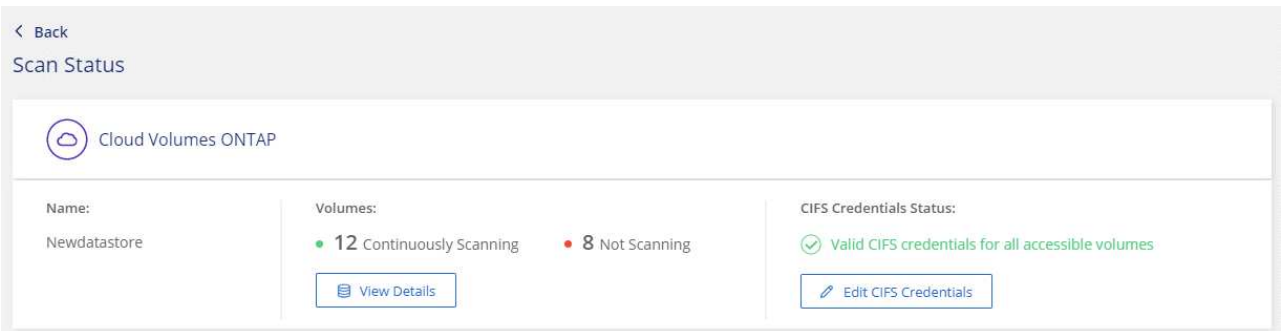 Back
Scan Status
Cloud Volumes ONTAP
Name:
Newdatastore
Volumes:
12 Continuously Scanning
8 Not Scanning
View Details
CIFS Credentials Status:
Valid CIFS credentials for all accessible volumes
Edit CIFS Credentials